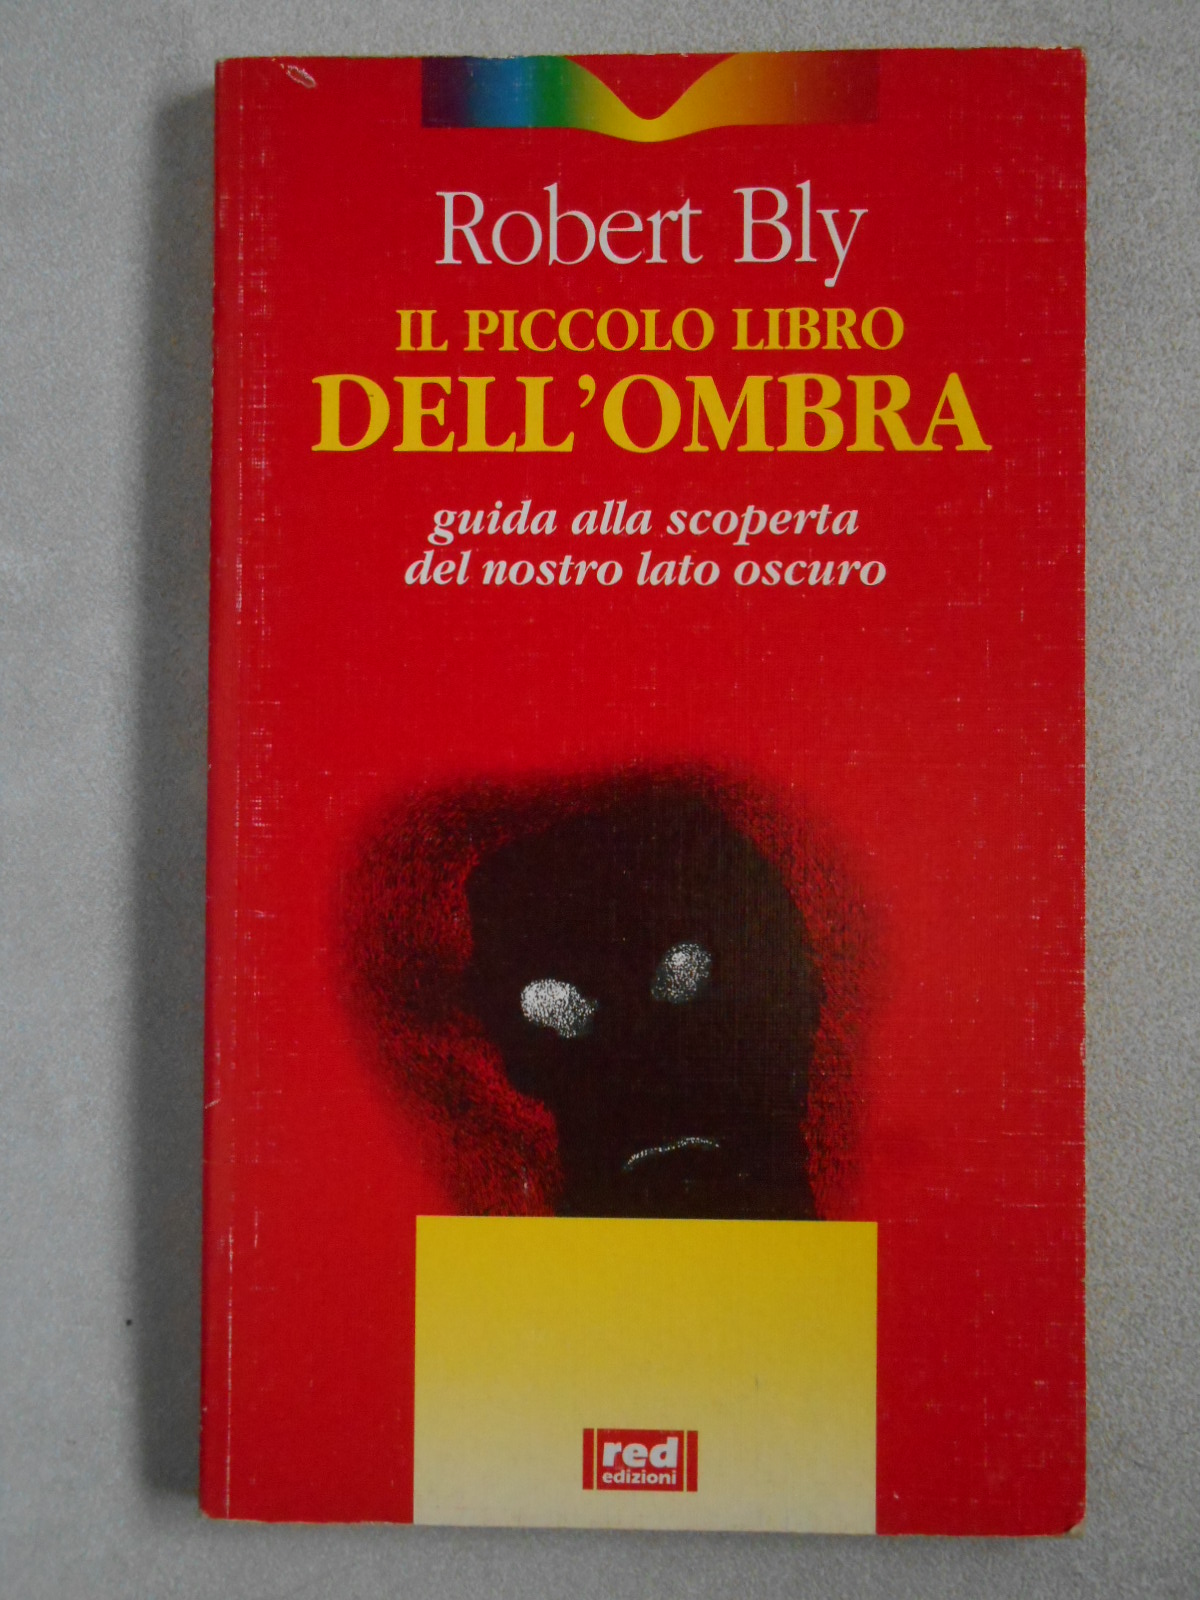 Robert Bly
IL PICCOLO LIBRO
DELL'OMBRA
guida alla scoperta
del nostro lato oscuro
red
edizioni